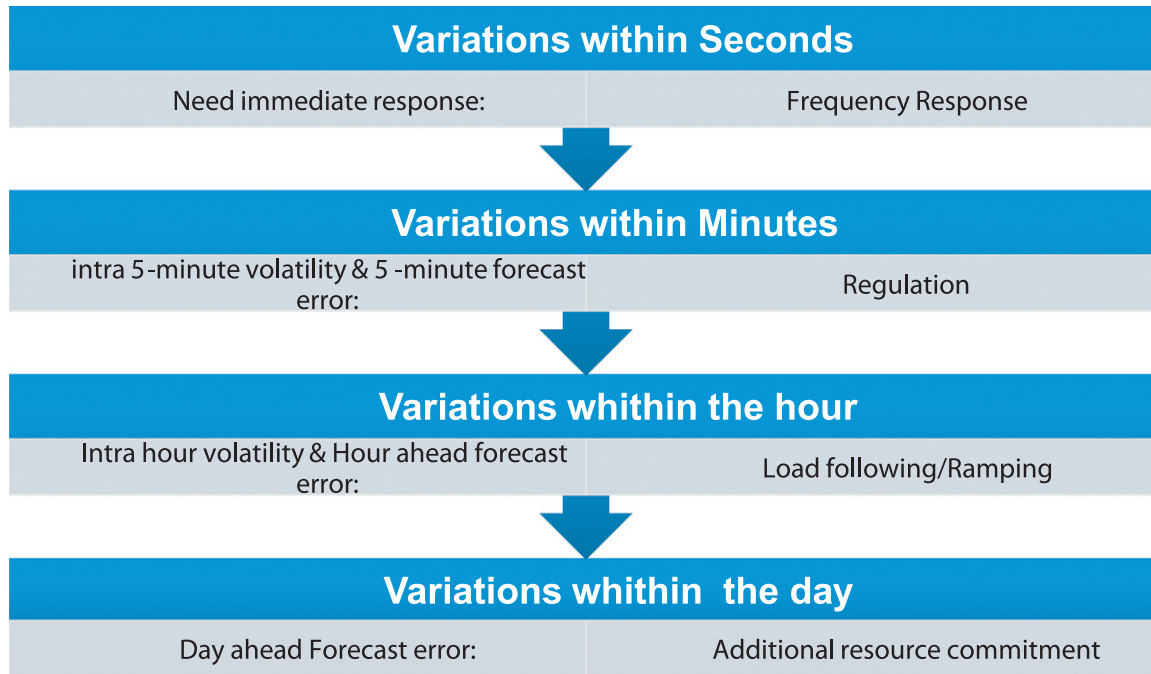 Variations within Seconds
Need immediate response:
Frequency Response
Variations within Minutes
intra 5-minute volatility & 5 -minute forecast
error:
Regulation
Variations whithin the hour
Intra hour volatility & Hour ahead forecast
error:
Load following/Ramping
Variations whithin  the day
Day ahead Forecast error:
Additional resource commitment